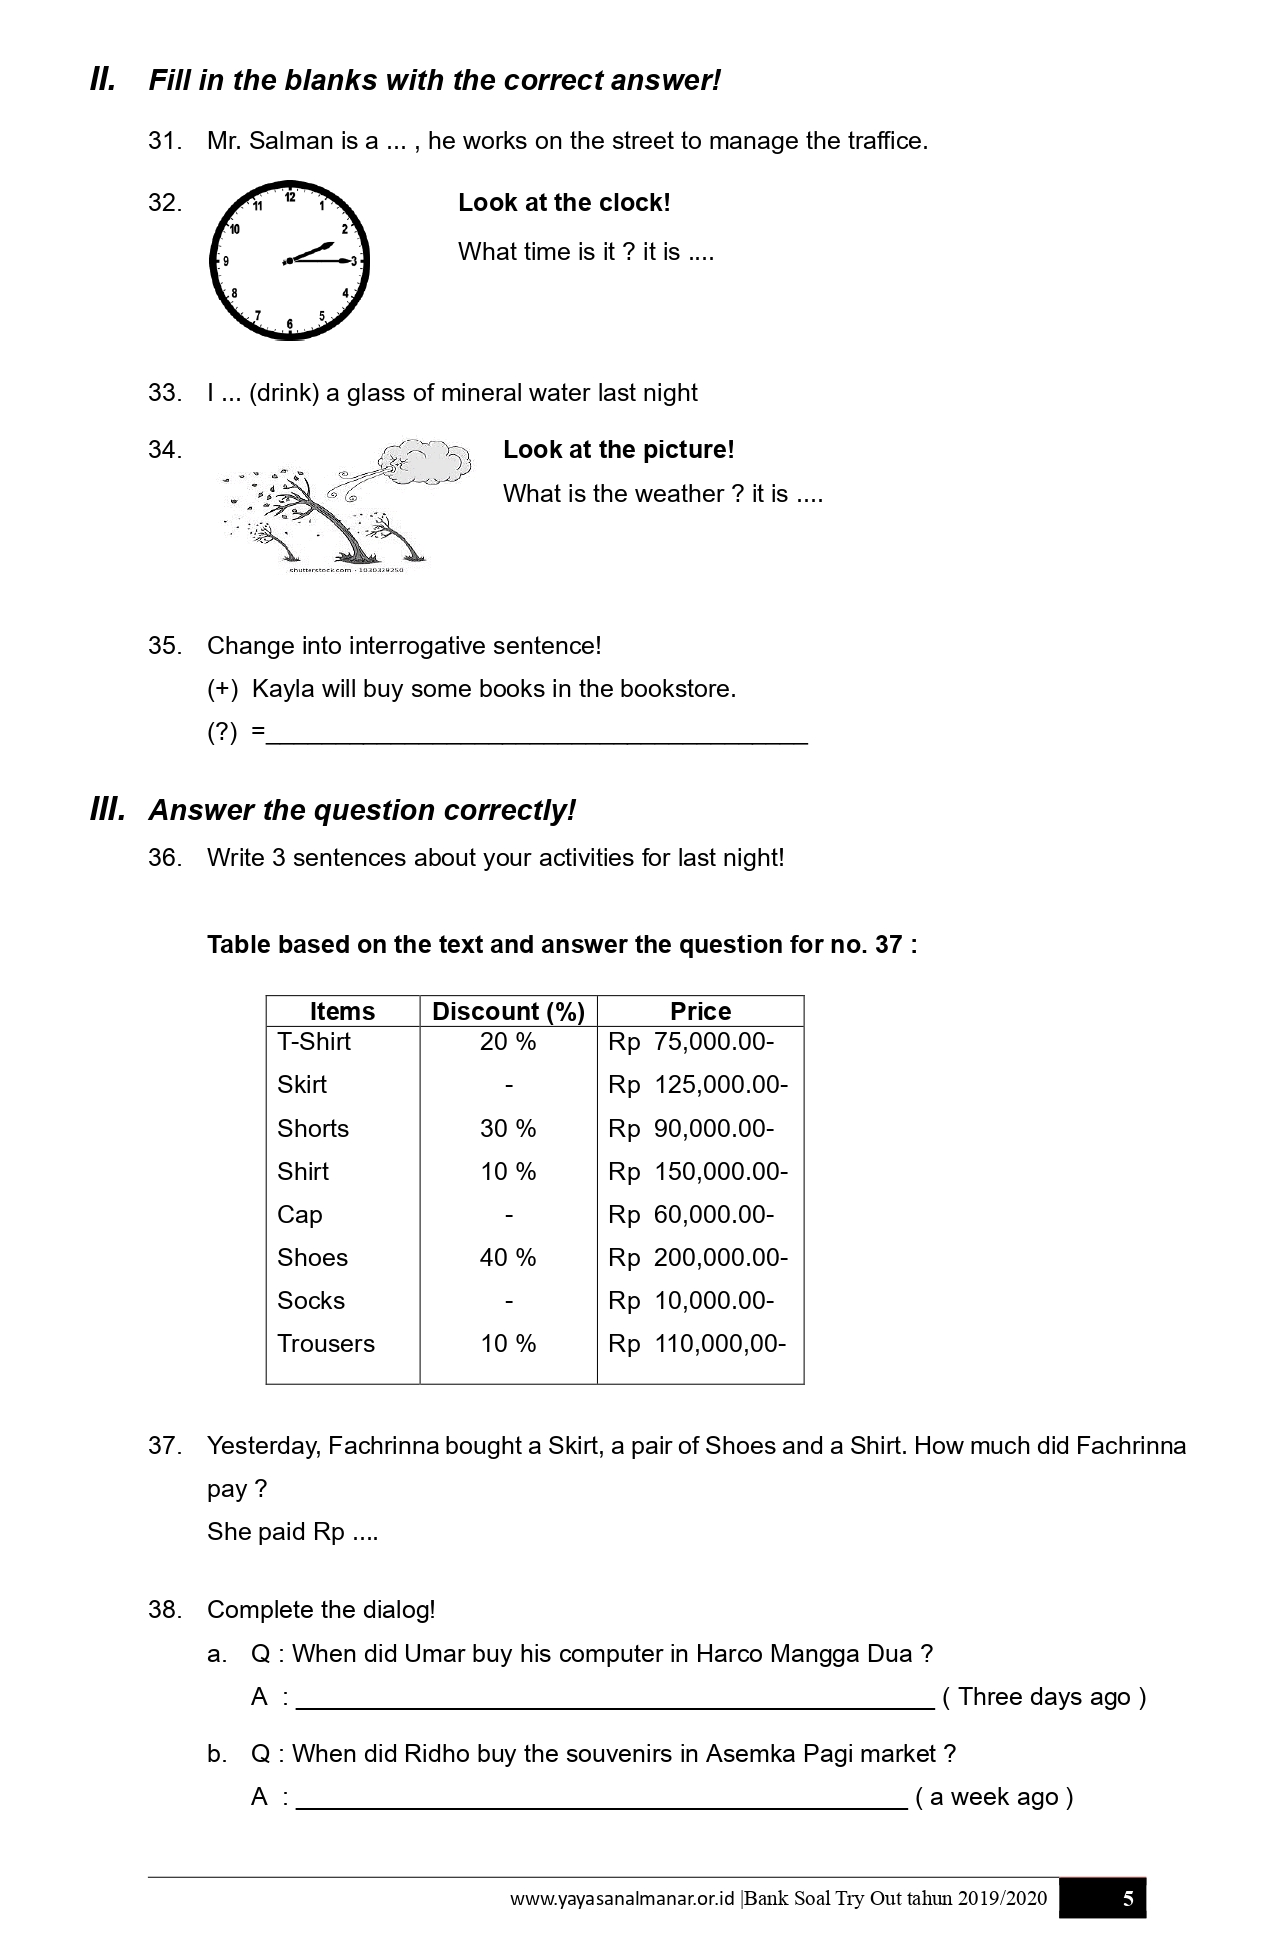 II. Fill in the blanks with the correct answer!
31. Mr. Salman is a ... , he works on the street to manage the traffice.
32. Look at the clock!
12
11 1
10 2
9 3
8 4
7 5
6
What time is it ? it is ....
33. I ... (drink) a glass of mineral water last night
34. Look at the picture!
What is the weather ? it is ....
shutterstock.com · 1030329250
35. Change into interrogative sentence!
(+) Kayla will buy some books in the bookstore.
(?) =________________________________________
III. Answer the question correctly!
36. Write 3 sentences about your activities for last night!
Table based on the text and answer the question for no. 37 :
Items Discount (%) Price
T-Shirt 20 % Rp 75,000.00-
Skirt - Rp 125,000.00-
Shorts 30 % Rp 90,000.00-
Shirt 10 % Rp 150,000.00-
Cap - Rp 60,000.00-
Shoes 40 % Rp 200,000.00-
Socks - Rp 10,000.00-
Trousers 10 % Rp 110,000,00-
37. Yesterday, Fachrinna bought a Skirt, a pair of Shoes and a Shirt. How much did Fachrinna
pay ?
She paid Rp ....
38. Complete the dialog!
a. Q : When did Umar buy his computer in Harco Mangga Dua ?
A : _______________________________________________ ( Three days ago )
b. Q : When did Ridho buy the souvenirs in Asemka Pagi market ?
A : _____________________________________________ ( a week ago )
www.yayasanalmanar.or.id |Bank Soal Try Out tahun 2019/2020 5